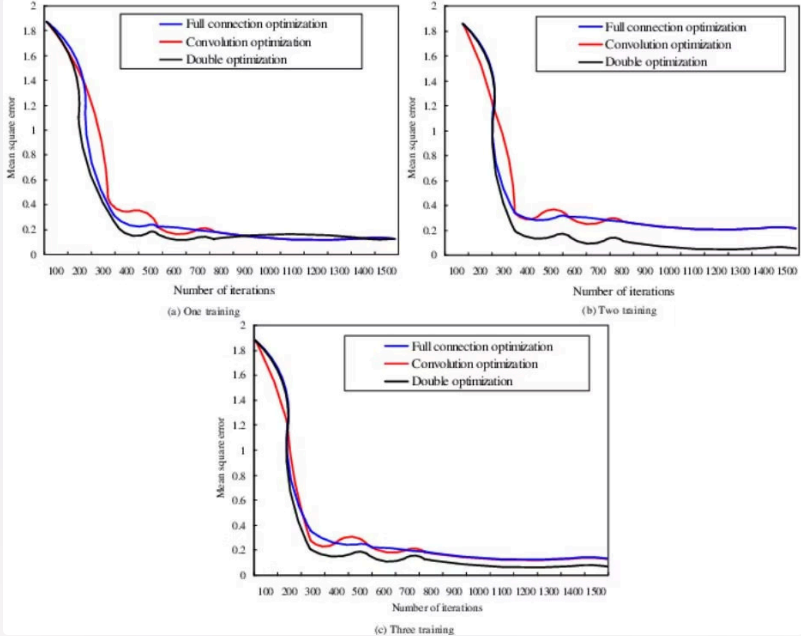 2
1.8
1.6
1.4
1.2
1
0.8
0.6
0.4
0.2
0
Mean square error
Full connection optimization
Convolution optimization
Double optimization
100 200 300 400 500 600 700 800 900 1000 1100 1200 1300 1400 1500
Number of iterations
(a) One training
2
1.8
1.6
1.4
1.2
1
0.8
0.6
0.4
0.2
0
Mean square error
Full connection optimization
Convolution optimization
Double optimization
100 200 300 400 500 600 700 800 900 1000 1100 1200 1300 1400 1500
Number of iterations
(b) Two training
2
1.8
1.6
1.4
1.2
1
0.8
0.6
0.4
0.2
0
Mean square error
Full connection optimization
Convolution optimization
Double optimization
100 200 300 400 500 600 700 800 900 1000 1100 1200 1300 1400 1500
Number of iterations
(c) Three training